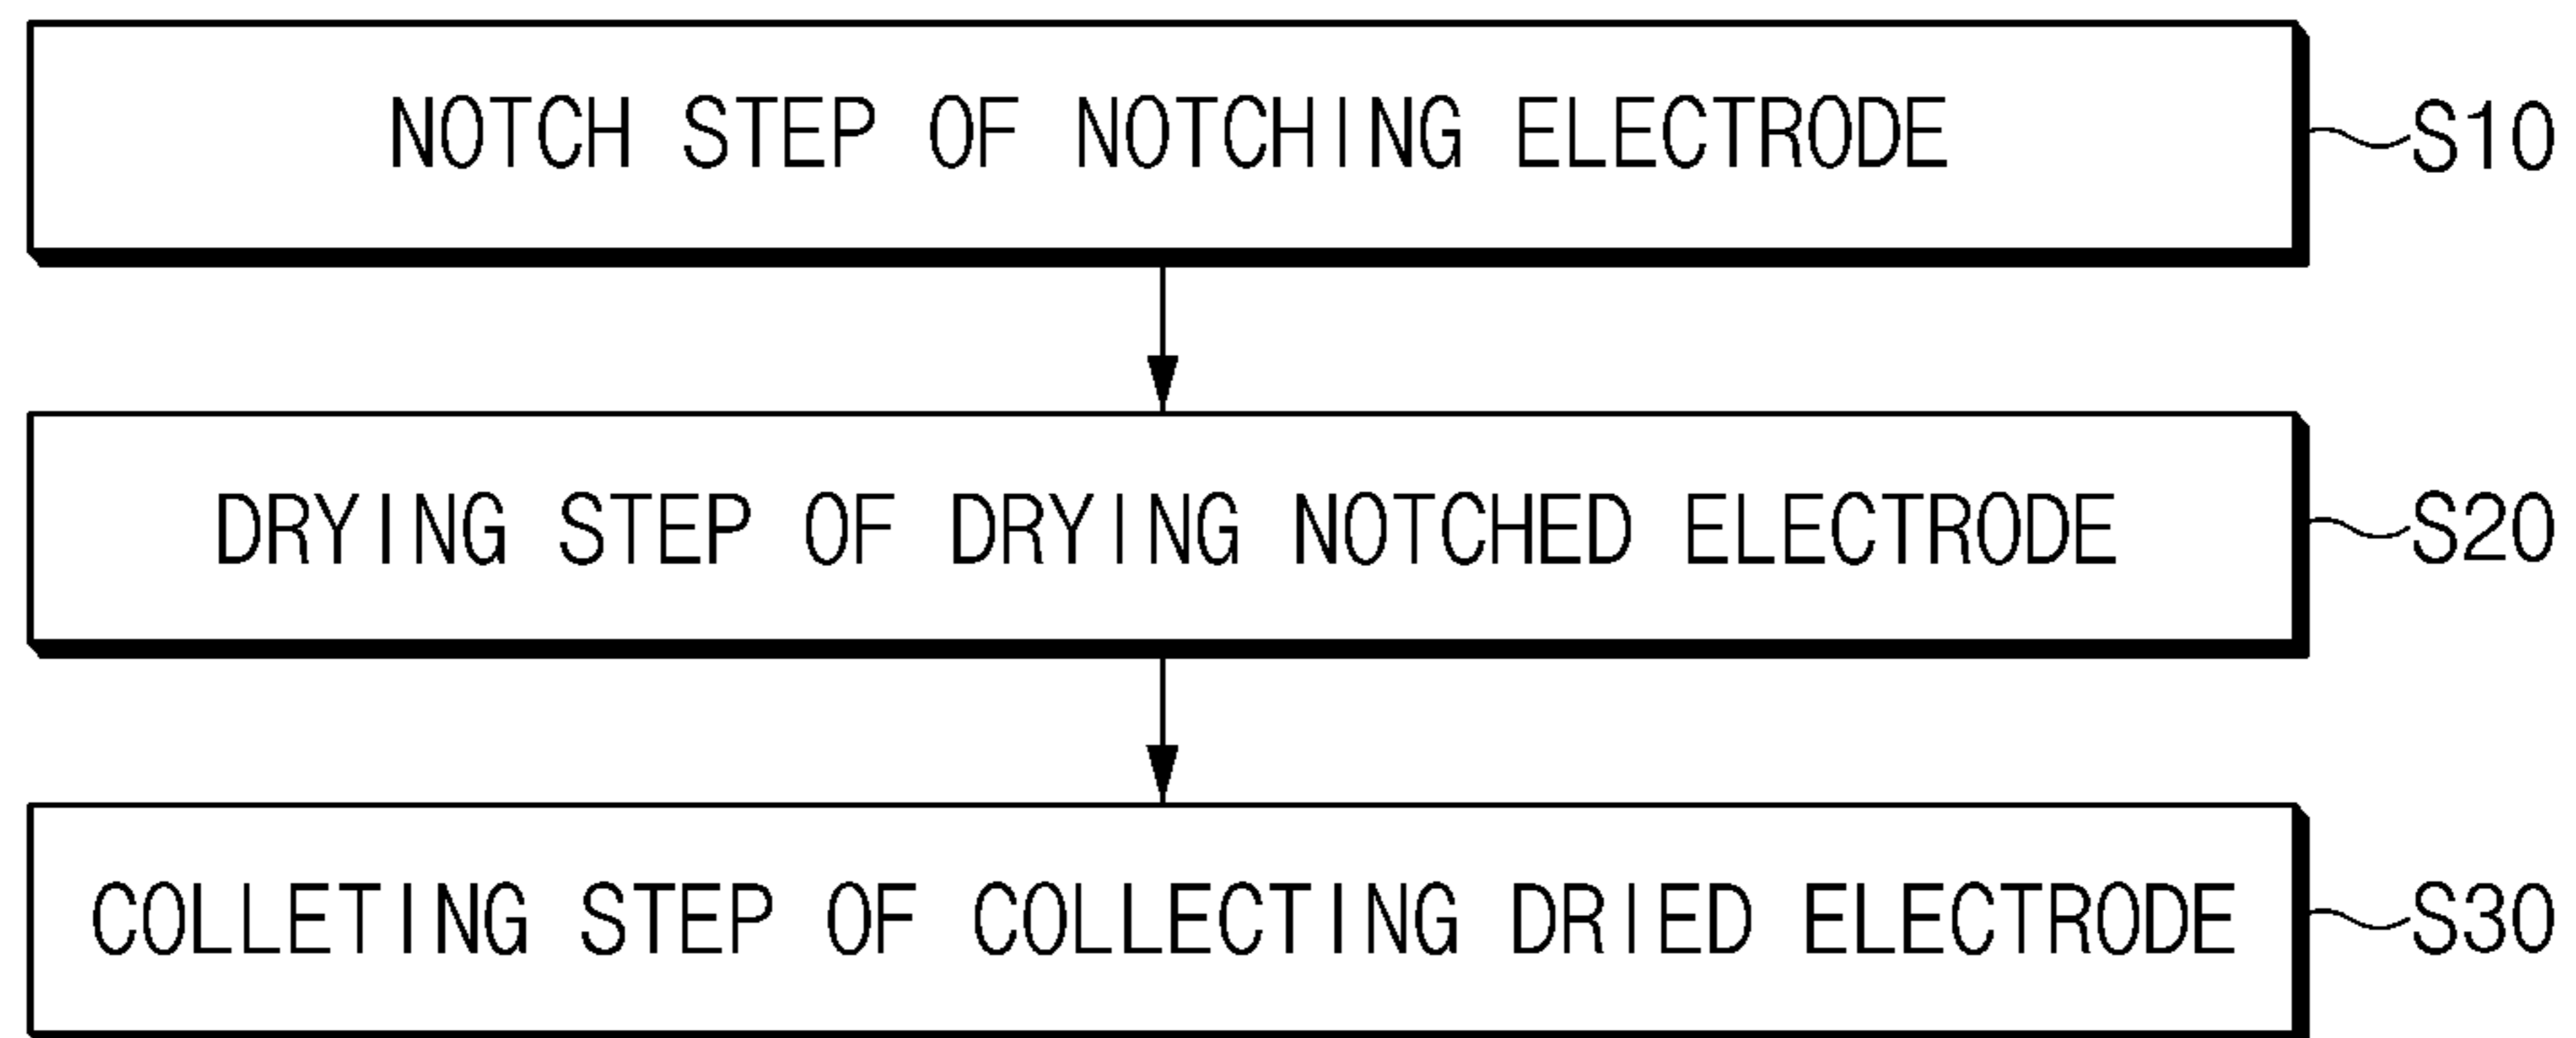 NOTCH STEP OF NOTCHING ELECTRODE
S10
DRYING STEP OF DRYING NOTCHED ELECTRODE
S20
COLLETING STEP OF COLLECTING DRIED ELECTRODE
S30